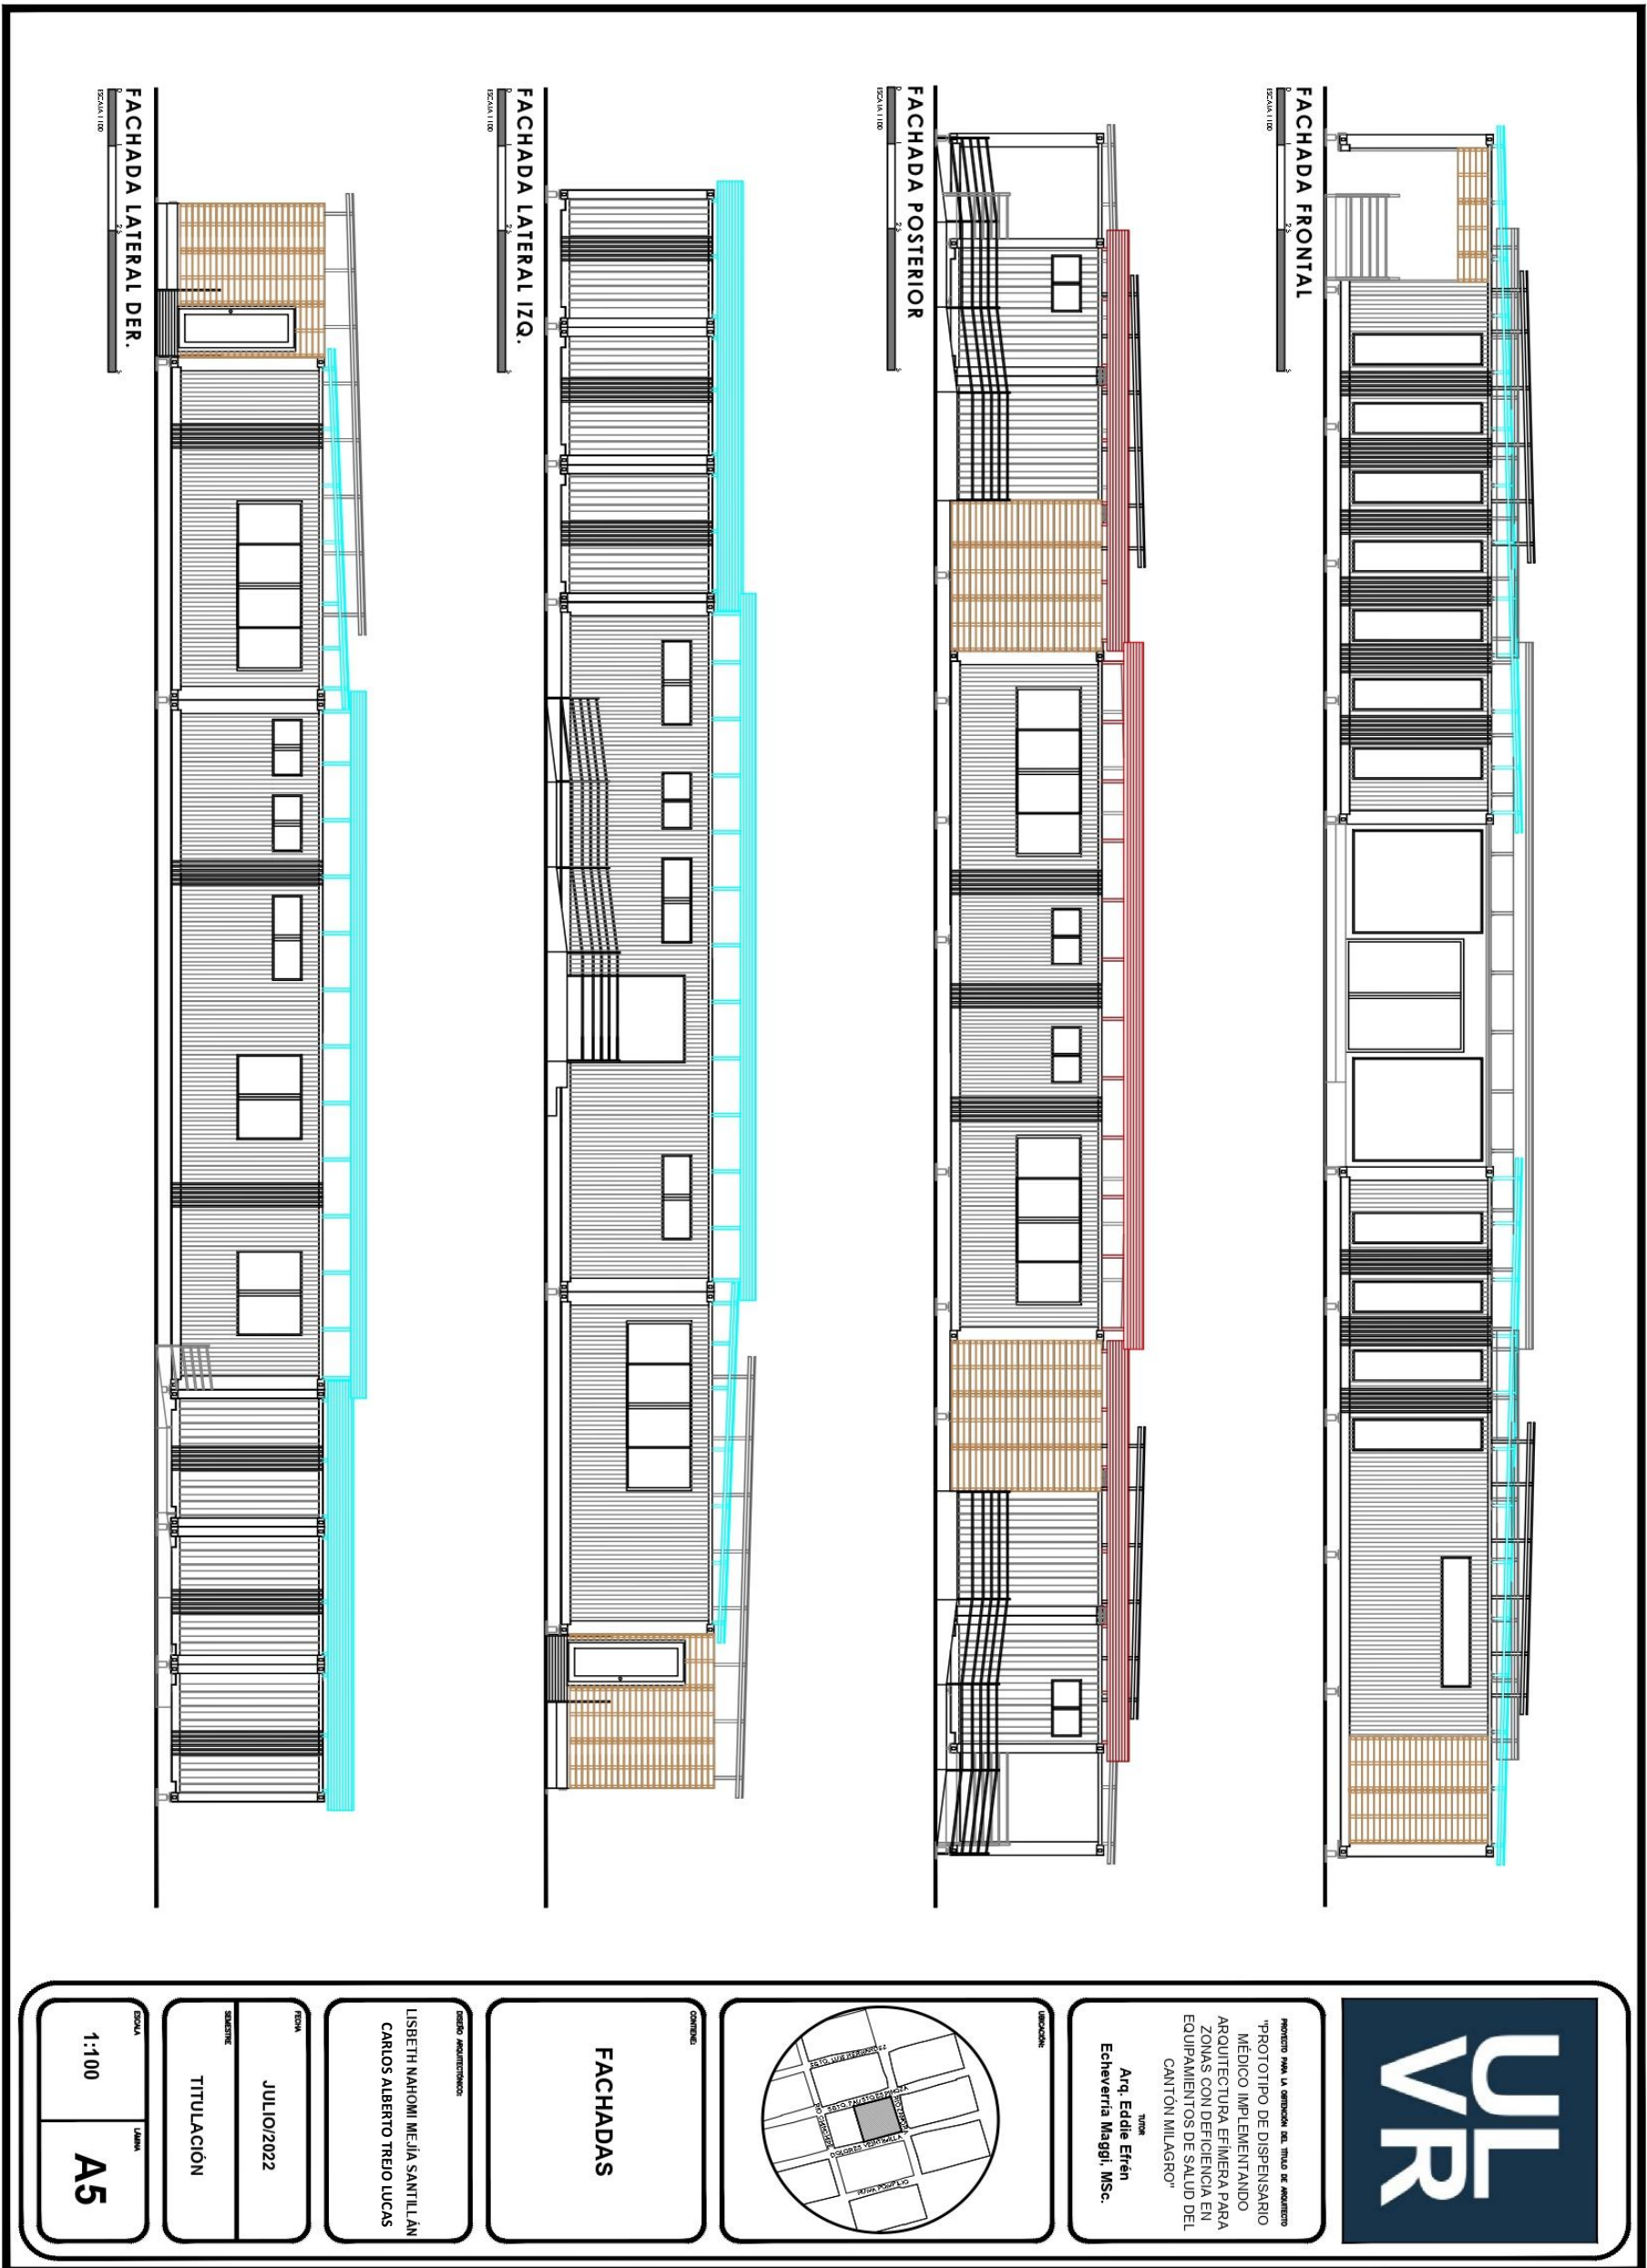 FACHADA FRONTAL
ESCALA 1:100
FACHADA POSTERIOR
ESCALA 1:100
FACHADA LATERAL IZQ.
ESCALA 1:100
FACHADA LATERAL DER.
ESCALA 1:100
UL
VR
PROYECTO PARA LA OBTENCIÓN DEL TÍTULO DE ARQUITECTO
"PROTOTIPO DE DISPENSARIO
MÉDICO IMPLEMENTANDO
ARQUITECTURA EFÍMERA PARA
ZONAS CON DEFICIENCIA EN
EQUIPAMIENTOS DE SALUD DEL
CANTÓN MILAGRO"
TUTOR
Arq. Eddie Efrén
Echeverría Maggi, MSc.
UBICACIÓN:
CONTIENE:
FACHADAS
DISEÑO ARQUITECTÓNICO:
LISBETH NAHOMI MEJÍA SANTILLÁN
CARLOS ALBERTO TREJO LUCAS
FECHA
JULIO/2022
SEMESTRE
TITULACIÓN
ESCALA
1:100
LÁMINA
A5